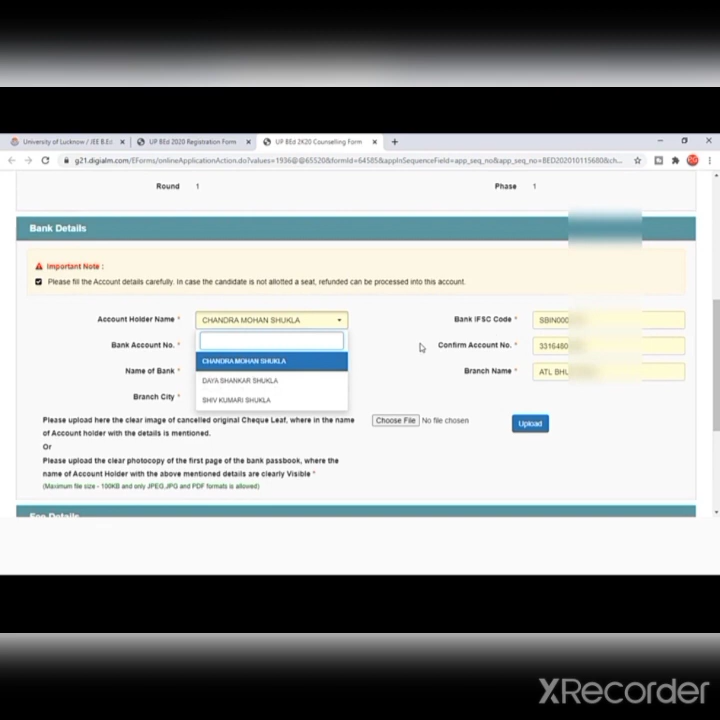 University of Lucknow / JEE B.Ed
UP BEd 2020 Registration Form
UP BEd 2K20 Counselling Form
g21.digialm.com/EForms/onlineApplicationAction.do?values=1936@@65520&formId=64585&appInSequenceField=app_seq_no&app_seq_no=BED202010115680&ch...
Round 1 Phase 1
Bank Details
Important Note :
Please fill the Account details carefully. In case the candidate is not allotted a seat, refunded can be processed into this account.
Account Holder Name * CHANDRA MOHAN SHUKLA Bank IFSC Code * SBIN000
Bank Account No. * Confirm Account No. * 3316480
CHANDRA MOHAN SHUKLA
Name of Bank * Branch Name * ATL BHU
DAYA SHANKAR SHUKLA
Branch City * SHIV KUMARI SHUKLA
Please upload here the clear image of cancelled original Cheque Leaf, where in the name
of Account holder with the details is mentioned.
Choose File No file chosen Upload
Or
Please upload the clear photocopy of the first page of the bank passbook, where the
name of Account Holder with the above mentioned details are clearly Visible *
(Maximum file size - 100KB and only JPEG,JPG and PDF formats is allowed)
Fee Details
XRecorder